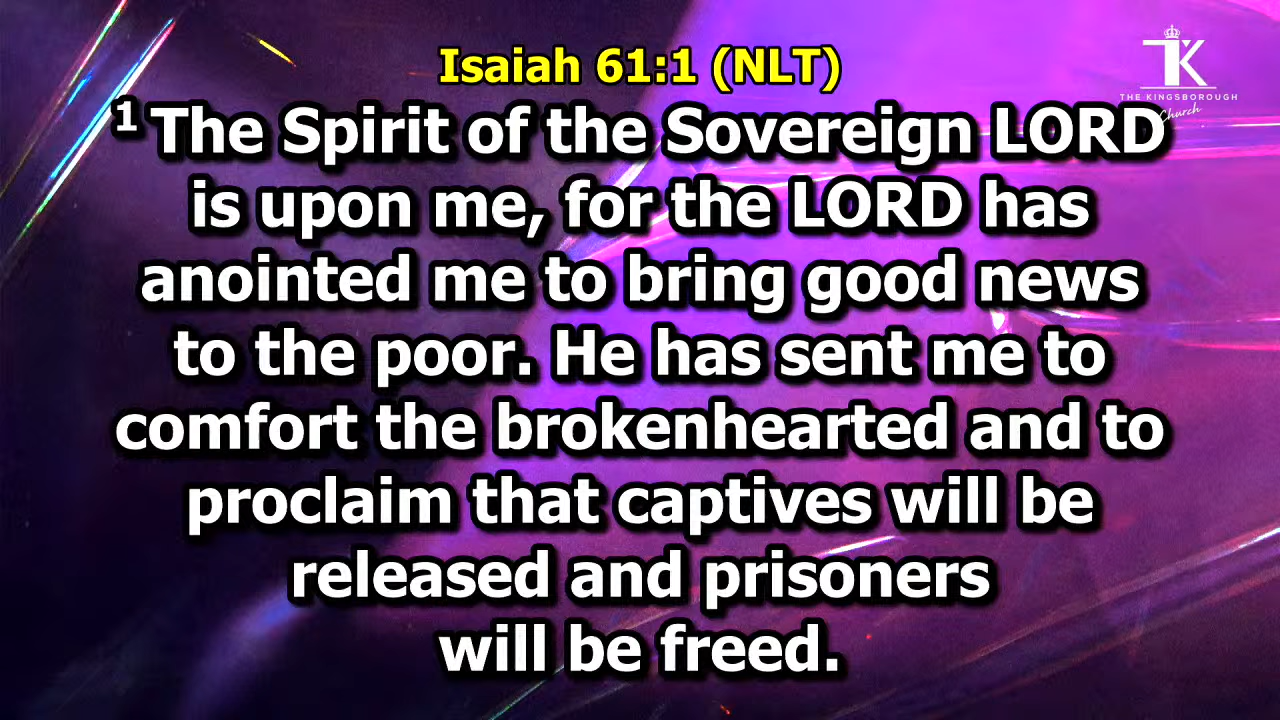 Isaiah 61:1 (NLT)
TK
THE KINGSBOROUGH
Church
1 The Spirit of the Sovereign LORD
is upon me, for the LORD has
anointed me to bring good news
to the poor. He has sent me to
comfort the brokenhearted and to
proclaim that captives will be
released and prisoners
will be freed.